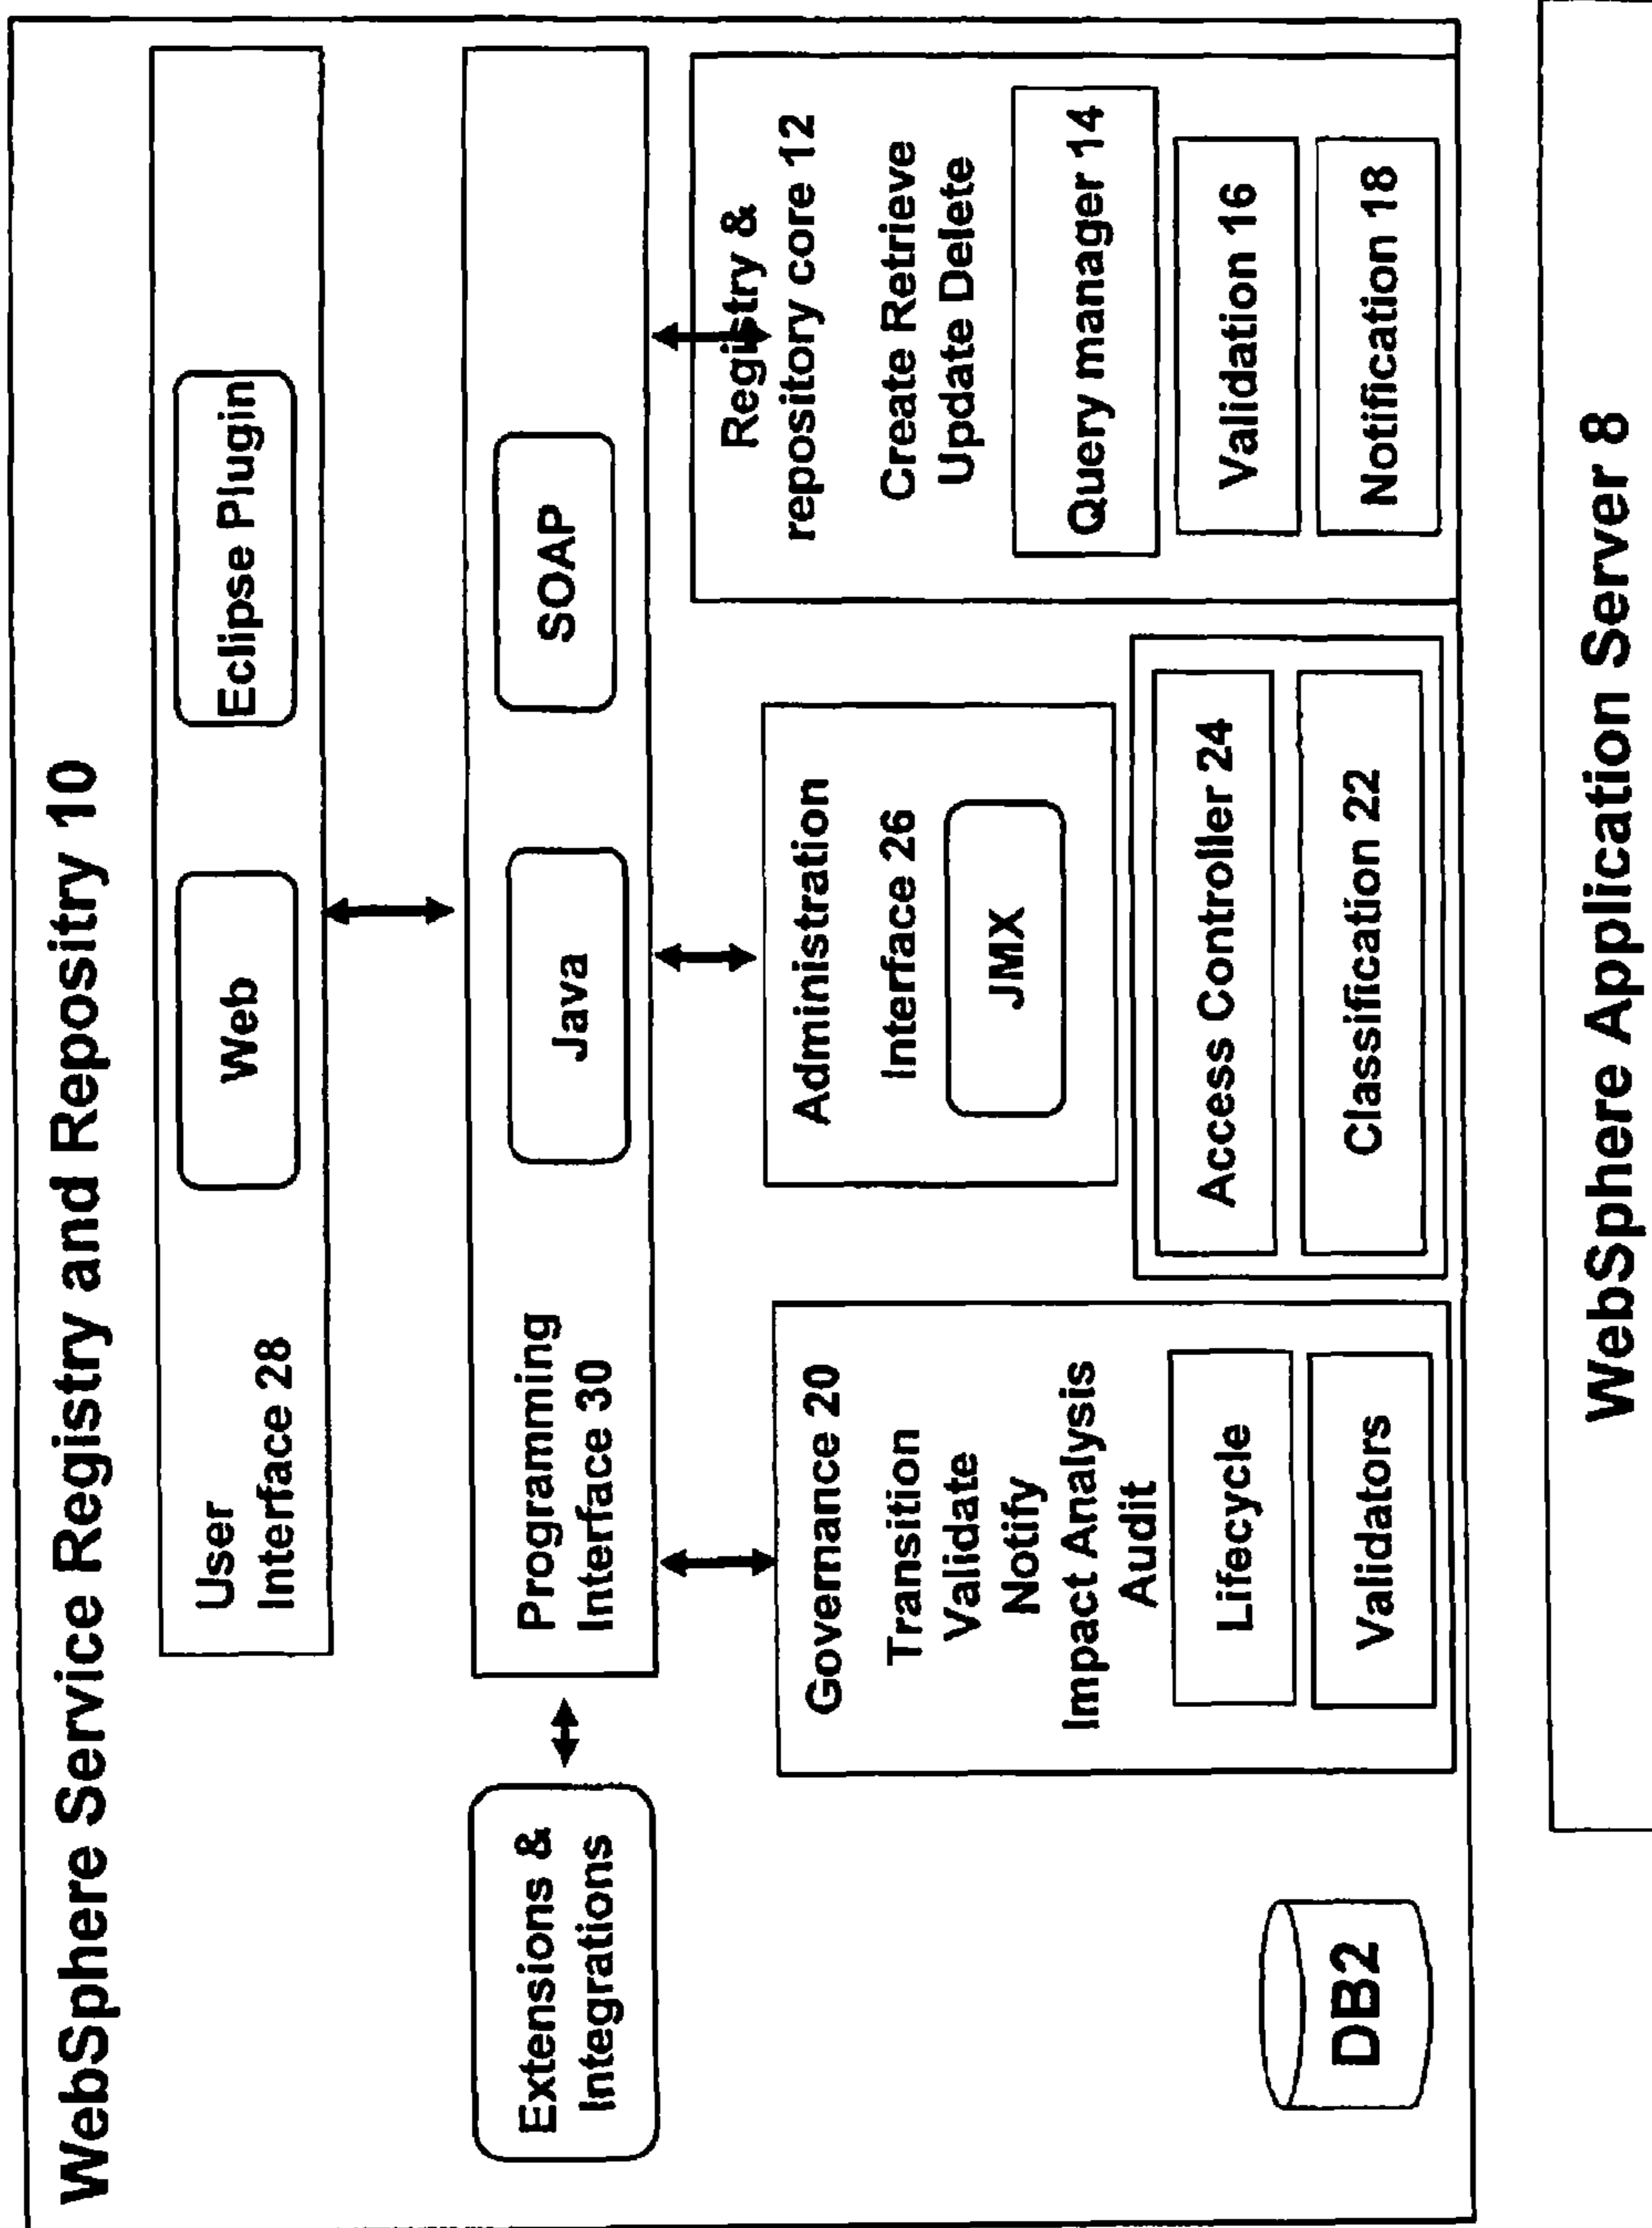 WebSphere Service Registry and Repositry 10
User
Interface 28
Web
Eclipse Plugin
Extensions &
Integrations
Programming
Interface 30
Java
SOAP
DB2
Governance 20
Transition
Validate
Notify
Impact Analysis
Audit
Lifecycle
Validators
Administration
Interface 26
JMX
Access Controller 24
Classification 22
Registry &
repository core 12
Create Retrieve
Update Delete
Query manager 14
Validation 16
Notification 18
WebSphere Application Server 8